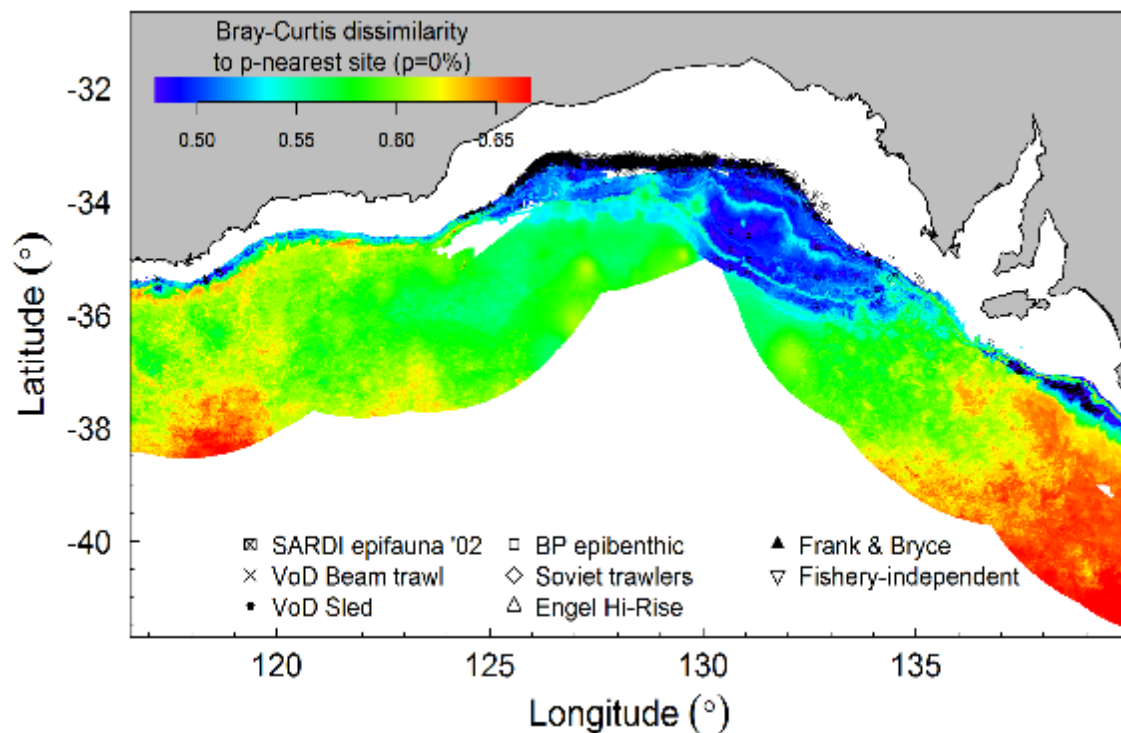 Bray-Curtis dissimilarity
to p-nearest site (p=0%)
0.50 0.55 0.60 0.65
-32
-34
-36
-38
-40
Latitude (°)
SARDI epifauna '02 BP epibenthic Frank & Bryce
VoD Beam trawl Soviet trawlers Fishery-independent
VoD Sled Engel Hi-Rise
120 125 130 135
Longitude (°)